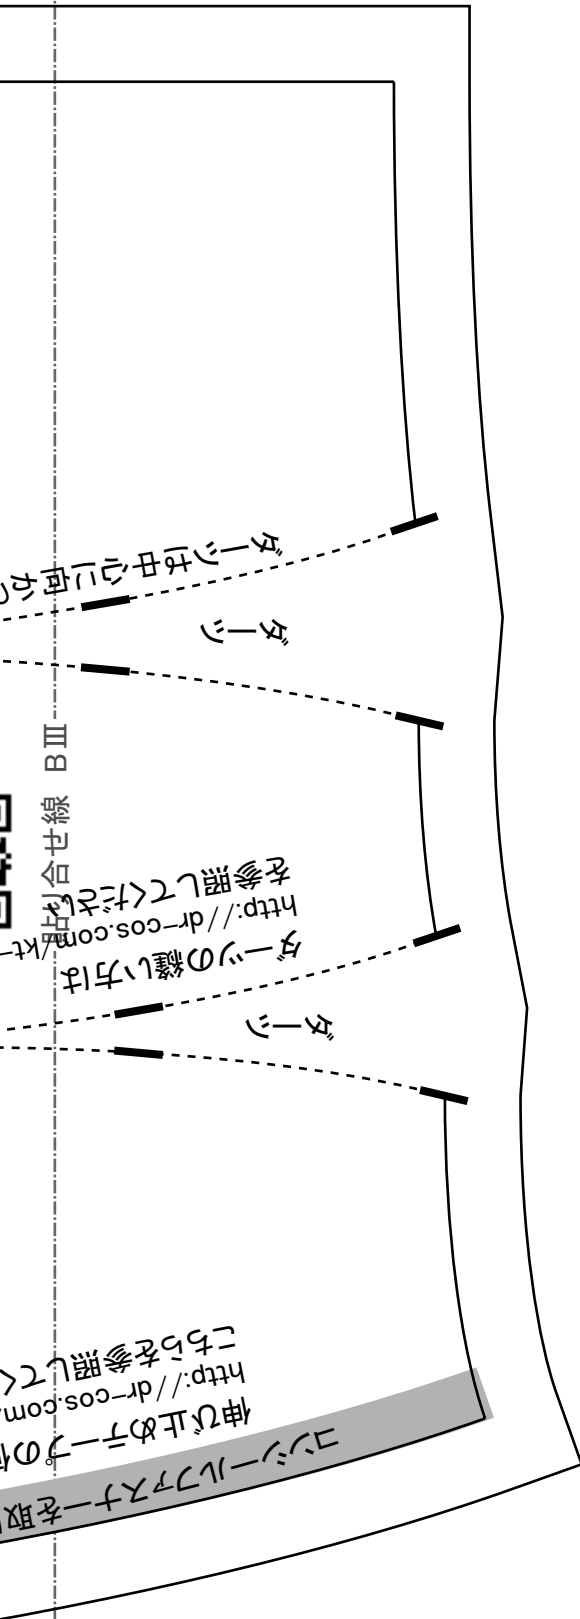 コンシールファスナーを取
伸び止めテープの
http://dr-cos.com
こちらを参照してく
ダーツ
ダーツの縫い方は
http://dr-cos.com/kt-
を参照してください
貼り合せ線 BⅢ
ダーツ
ダーツは中心に向か